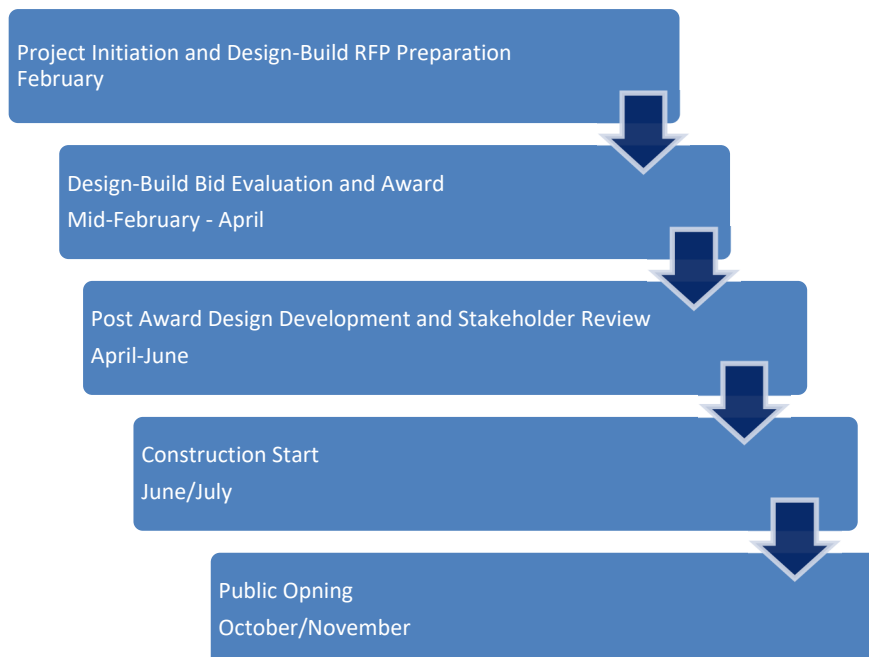 Project Initiation and Design-Build RFP Preparation
February
Design-Build Bid Evaluation and Award
Mid-February - April
Post Award Design Development and Stakeholder Review
April-June
Construction Start
June/July
Public Opning
October/November